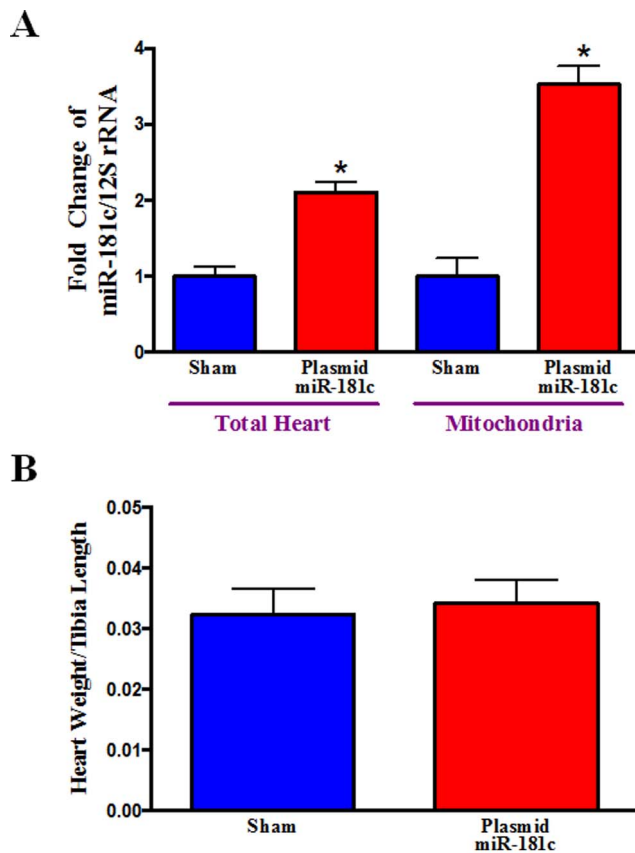 A
Fold Change of
miR-181c/12S rRNA
4
3
2
1
0
*
*
Sham
Plasmid
miR-181c
Sham
Plasmid
miR-181c
Total Heart
Mitochondria
B
Heart Weight/Tibia Length
0.05
0.04
0.03
0.02
0.01
0.00
Sham
Plasmid
miR-181c